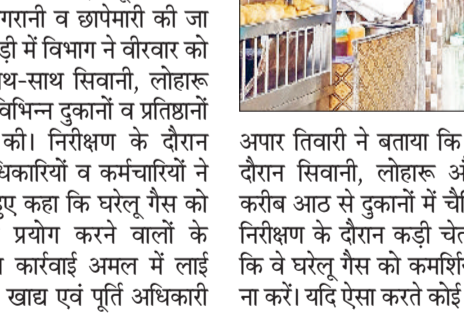 गरानी व छापेमारी की जा
ड़ी में विभाग ने वीरवार को
थ-साथ सिवानी, लोहारू
विभिन्न दुकानों व प्रतिष्ठानों
की। निरीक्षण के दौरान
धिकारियों व कर्मचारियों ने
हुए कहा कि घरेलू गैस को
प्रयोग करने वालों के
कार्रवाई अमल में लाई
खाद्य एवं पूर्ति अधिकारी
अपार तिवारी ने बताया कि
दौरान सिवानी, लोहारू
करीब आठ से दुकानों में
निरीक्षण के दौरान कड़ी
कि वे घरेलू गैस को कमर्शि
ना करें। यदि ऐसा करते कोई